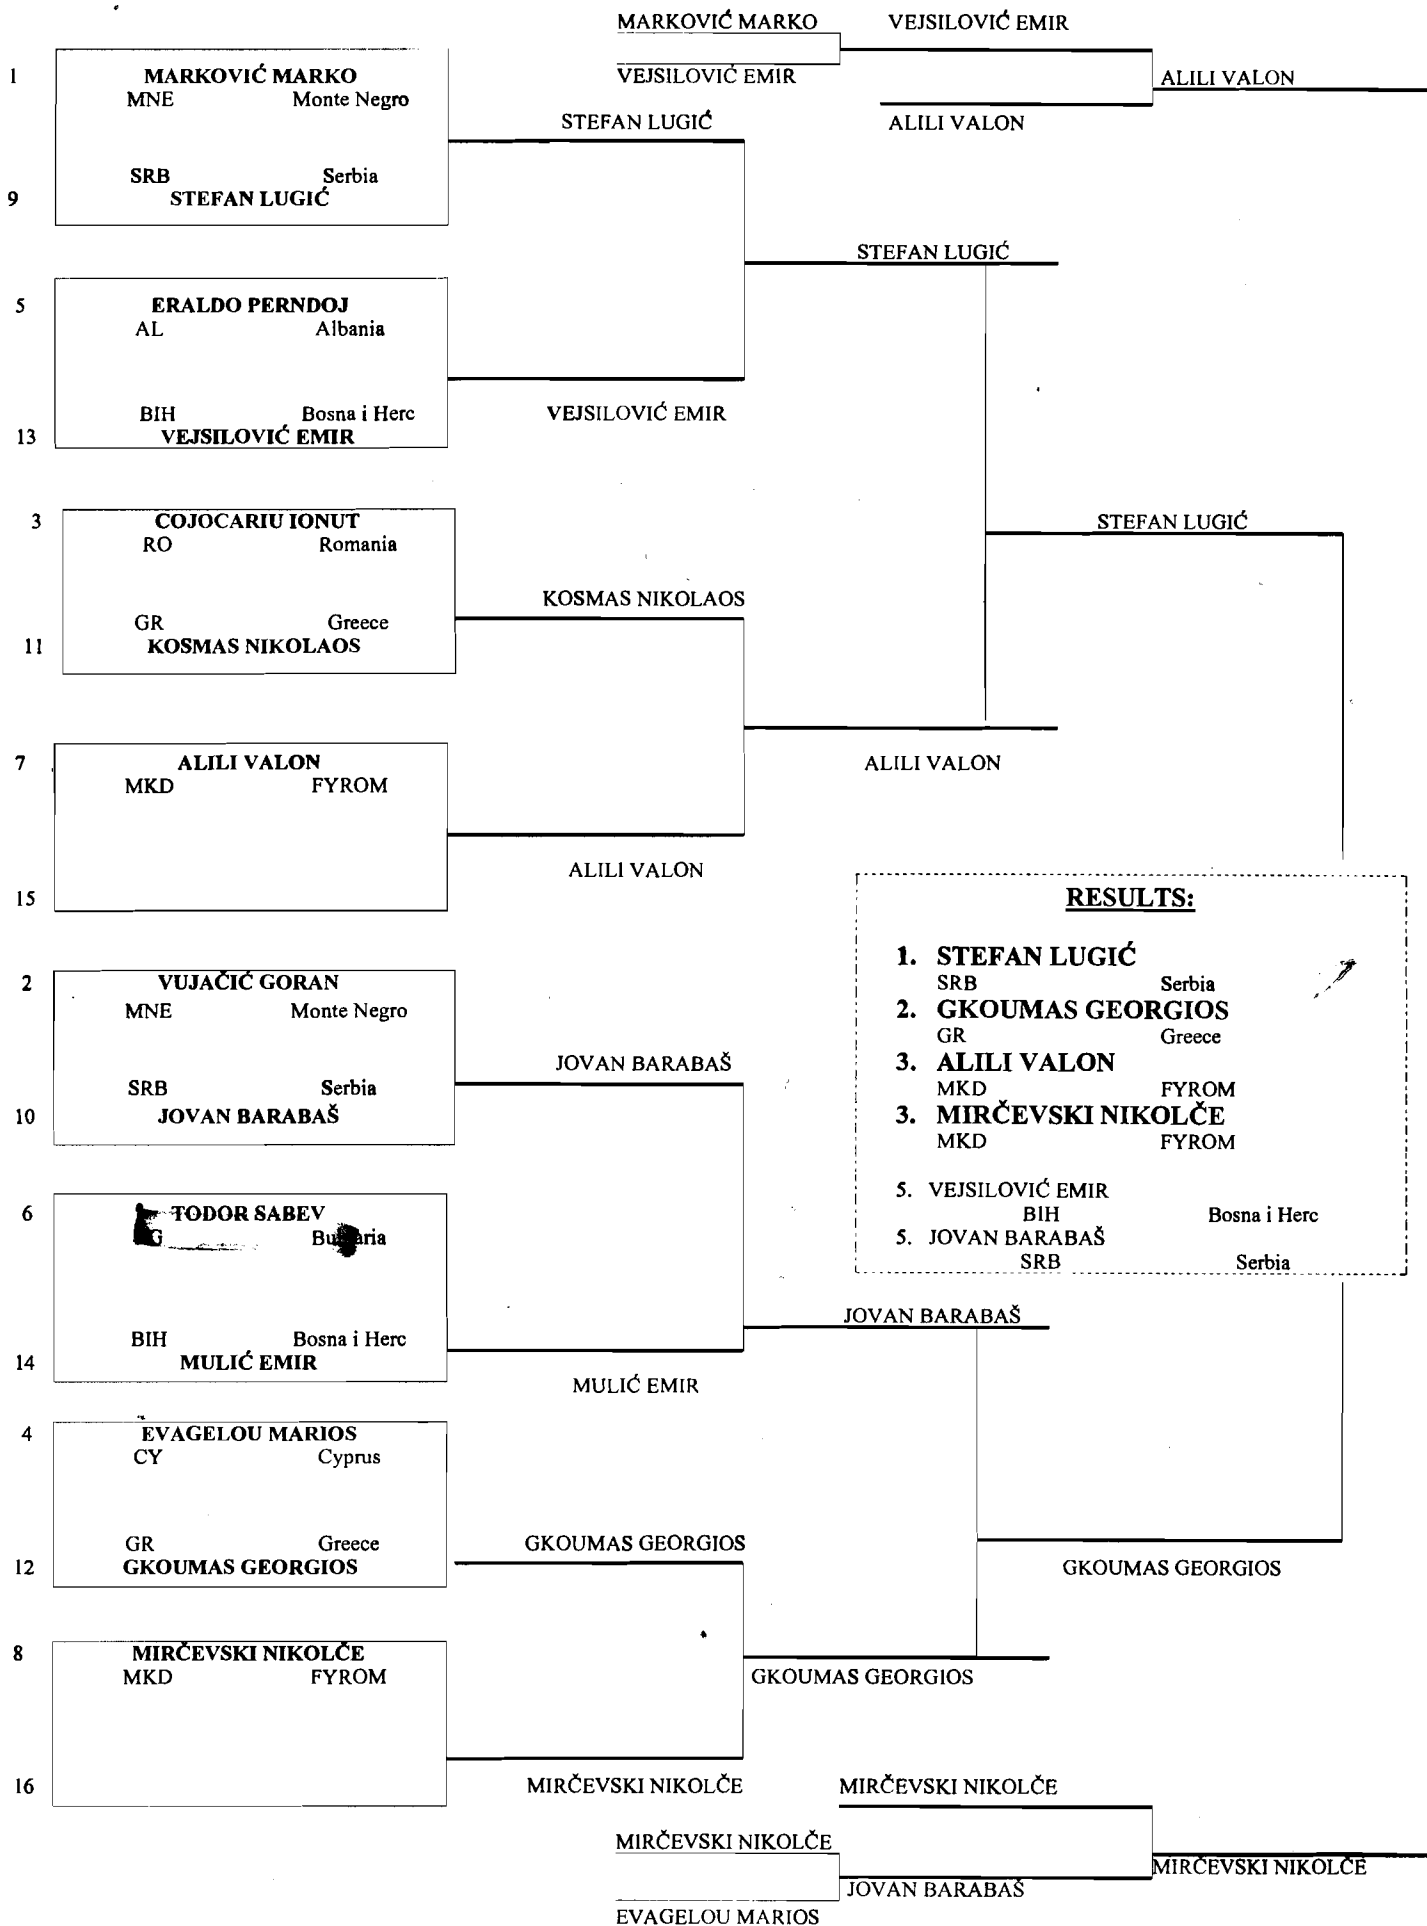 MARKOVIĆ MARKO
VEJSILOVIĆ EMIR
VEJSILOVIĆ EMIR
ALILI VALON
ALILI VALON
1
MARKOVIĆ MARKO
MNE Monte Negro
SRB Serbia
9
STEFAN LUGIĆ
STEFAN LUGIĆ
5
ERALDO PERNDOJ
AL Albania
BIH Bosna i Herc
13
VEJSILOVIĆ EMIR
VEJSILOVIĆ EMIR
STEFAN LUGIĆ
3
COJOCARIU IONUT
RO Romania
GR Greece
11
KOSMAS NIKOLAOS
KOSMAS NIKOLAOS
STEFAN LUGIĆ
7
ALILI VALON
MKD FYROM
15
ALILI VALON
ALILI VALON
2
VUJAČIĆ GORAN
MNE Monte Negro
SRB Serbia
10
JOVAN BARABAŠ
JOVAN BARABAŠ
RESULTS:
1. STEFAN LUGIĆ
SRB Serbia
2. GKOUMAS GEORGIOS
GR Greece
3. ALILI VALON
MKD FYROM
3. MIRČEVSKI NIKOLČE
MKD FYROM
5. VEJSILOVIĆ EMIR
BIH Bosna i Herc
5. JOVAN BARABAŠ
SRB Serbia
6
TODOR SABEV
BIH Bosna i Herc
14
MULIĆ EMIR
MULIĆ EMIR
JOVAN BARABAŠ
4
EVAGELOU MARIOS
CY Cyprus
GR Greece
12
GKOUMAS GEORGIOS
GKOUMAS GEORGIOS
GKOUMAS GEORGIOS
8
MIRČEVSKI NIKOLČE
MKD FYROM
GKOUMAS GEORGIOS
16
MIRČEVSKI NIKOLČE
MIRČEVSKI NIKOLČE
MIRČEVSKI NIKOLČE
JOVAN BARABAŠ
MIRČEVSKI NIKOLČE
EVAGELOU MARIOS